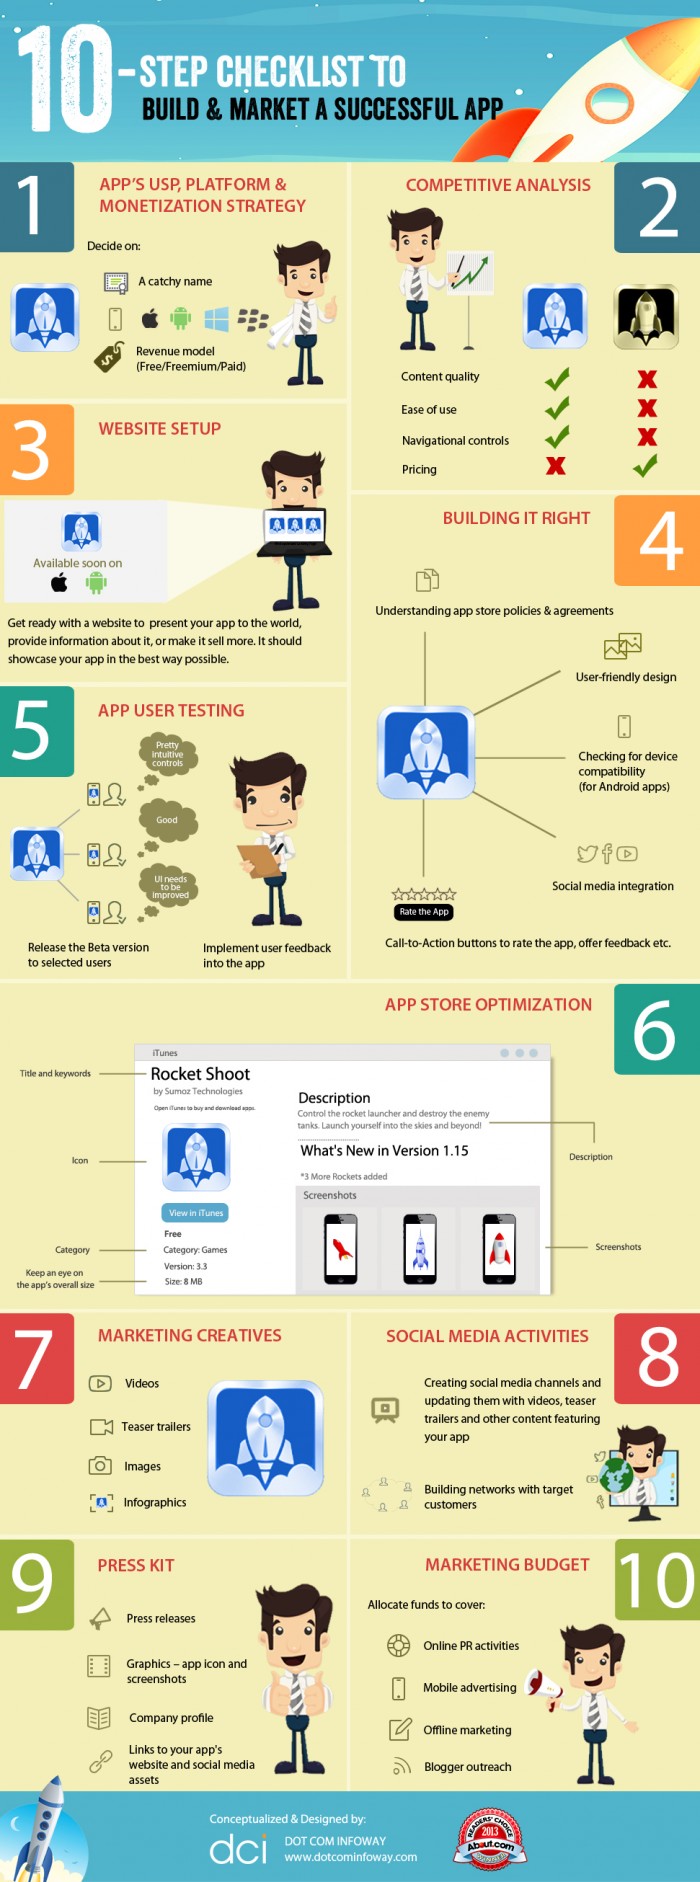 10-STEP CHECKLIST TO
BUILD & MARKET A SUCCESSFUL APP
1
APP'S USP, PLATFORM &
MONETIZATION STRATEGY
Decide on:
A catchy name
Revenue model
(Free/Freemium/Paid)
2
COMPETITIVE ANALYSIS
Content quality
Ease of use
Navigational controls
Pricing
3
WEBSITE SETUP
Available soon on
Get ready with a website to present your app to the world,
provide information about it, or make it sell more. It should
showcase your app in the best way possible.
4
BUILDING IT RIGHT
Understanding app store policies & agreements
User-friendly design
Checking for device
compatibility
(for Android apps)
Social media integration
Rate the App
Call-to-Action buttons to rate the app, offer feedback etc.
5
APP USER TESTING
Pretty
intuitive
controls
Good
UI needs
to be
improved
Release the Beta version
to selected users
Implement user feedback
into the app
6
APP STORE OPTIMIZATION
iTunes
Title and keywords
Rocket Shoot
by Sumoz Technologies
Open iTunes to buy and download apps.
Icon
View in iTunes
Free
Category
Category: Games
Version: 3.3
Keep an eye on
the app's overall size
Size: 8 MB
Description
Control the rocket launcher and destroy the enemy
tanks. Launch yourself into the skies and beyond!
Description
What's New in Version 1.15
*3 More Rockets added
Screenshots
Screenshots
7
MARKETING CREATIVES
Videos
Teaser trailers
Images
Infographics
8
SOCIAL MEDIA ACTIVITIES
Creating social media channels and
updating them with videos, teaser
trailers and other content featuring
your app
Building networks with target
customers
9
PRESS KIT
Press releases
Graphics – app icon and
screenshots
Company profile
Links to your app's
website and social media
assets
10
MARKETING BUDGET
Allocate funds to cover:
Online PR activities
Mobile advertising
Offline marketing
Blogger outreach
Conceptualized & Designed by:
dci
DOT COM INFOWAY
www.dotcominfoway.com
READERS' CHOICE
2013
About.com
WINNER